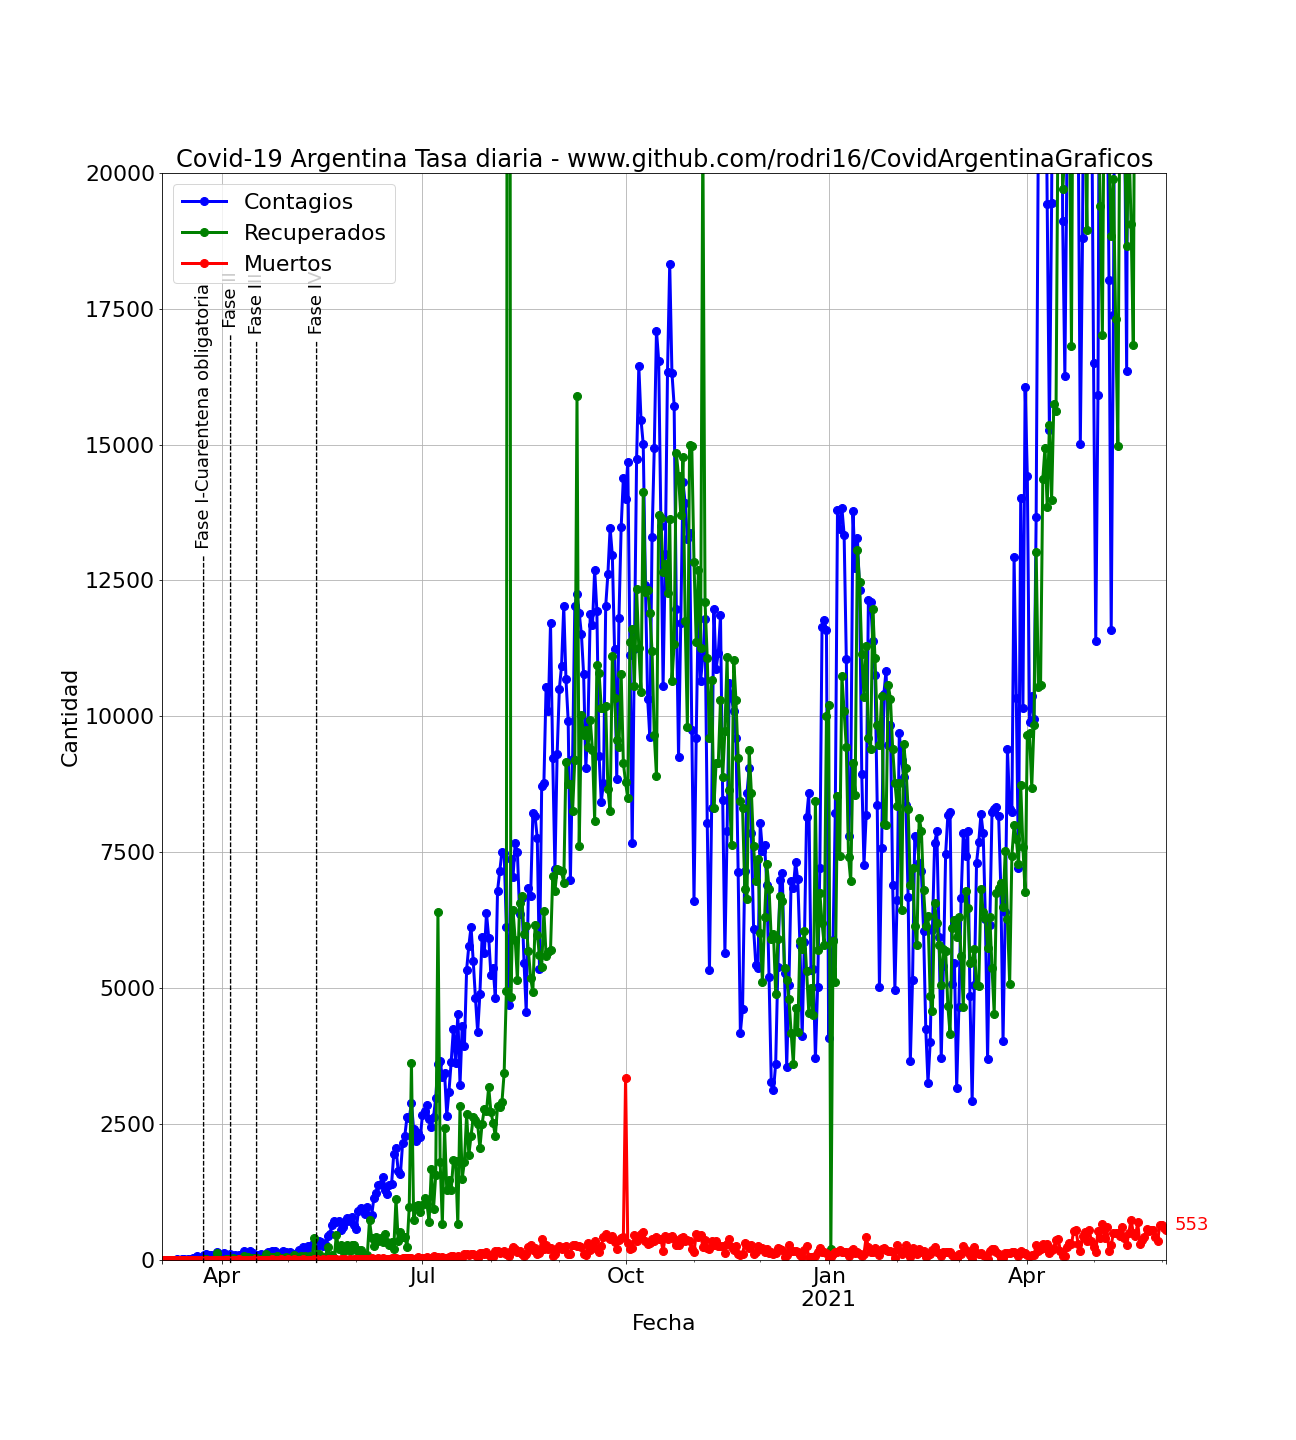 Covid-19 Argentina Tasa diaria - www.github.com/rodri16/CovidArgentinaGraficos
20000
17500
15000
12500
10000
7500
5000
2500
0
Cantidad
Contagios
Recuperados
Muertos
Fase I-Cuarentena obligatoria
Fase II
Fase III
Fase IV
553
Apr
Jul
Oct
Jan
2021
Apr
Fecha